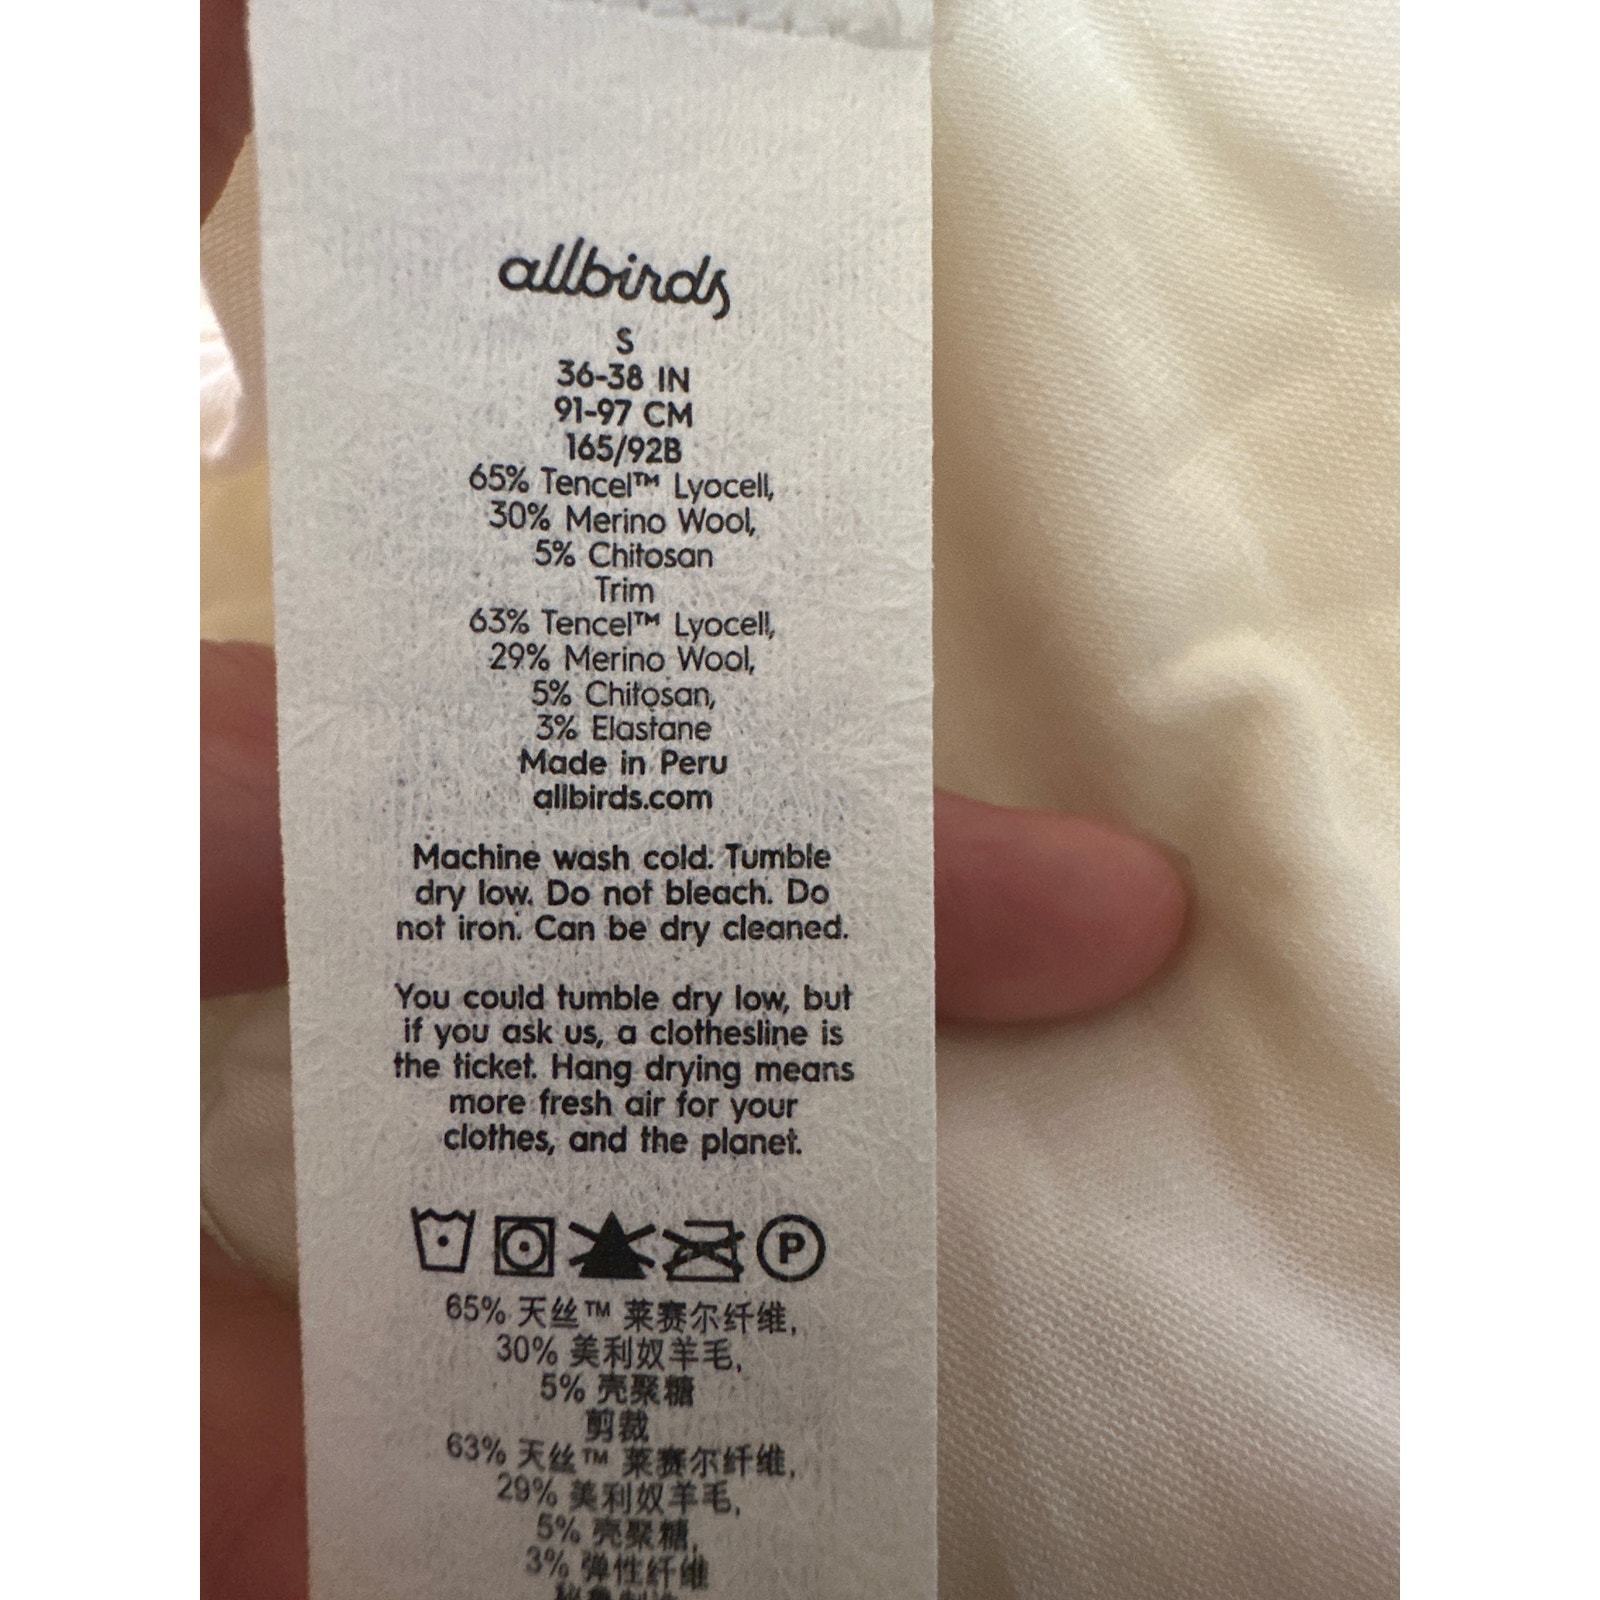 allbirds
S
36-38 IN
91-97 CM
165/92B
65% Tencel™ Lyocell,
30% Merino Wool,
5% Chitosan
Trim
63% Tencel™ Lyocell,
29% Merino Wool,
5% Chitosan,
3% Elastane
Made in Peru
allbirds.com
Machine wash cold. Tumble
dry low. Do not bleach. Do
not iron. Can be dry cleaned.
You could tumble dry low, but
if you ask us, a clothesline is
the ticket. Hang drying means
more fresh air for your
clothes, and the planet.
P
65% 天丝™ 莱赛尔纤维,
30% 美利奴羊毛,
5% 壳聚糖
剪裁
63% 天丝™ 莱赛尔纤维,
29% 美利奴羊毛,
5% 壳聚糖,
3% 弹性纤维